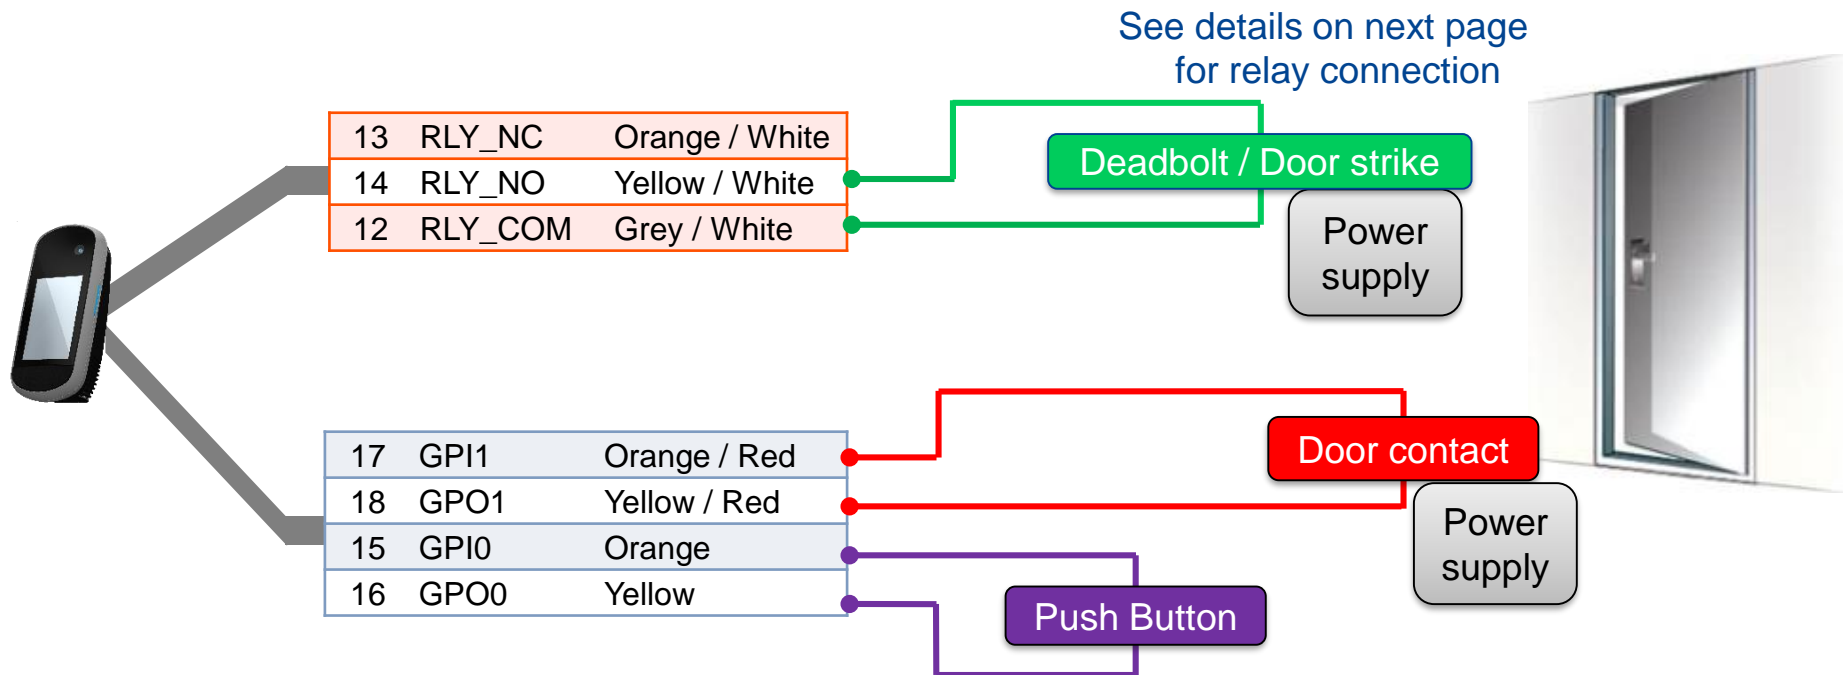 See details on next page
for relay connection
13 RLY_NC Orange / White
14 RLY_NO Yellow / White
12 RLY_COM Grey / White
Deadbolt / Door strike
Power
supply
17 GPI1 Orange / Red
18 GPO1 Yellow / Red
15 GPI0 Orange
16 GPO0 Yellow
Door contact
Power
supply
Push Button